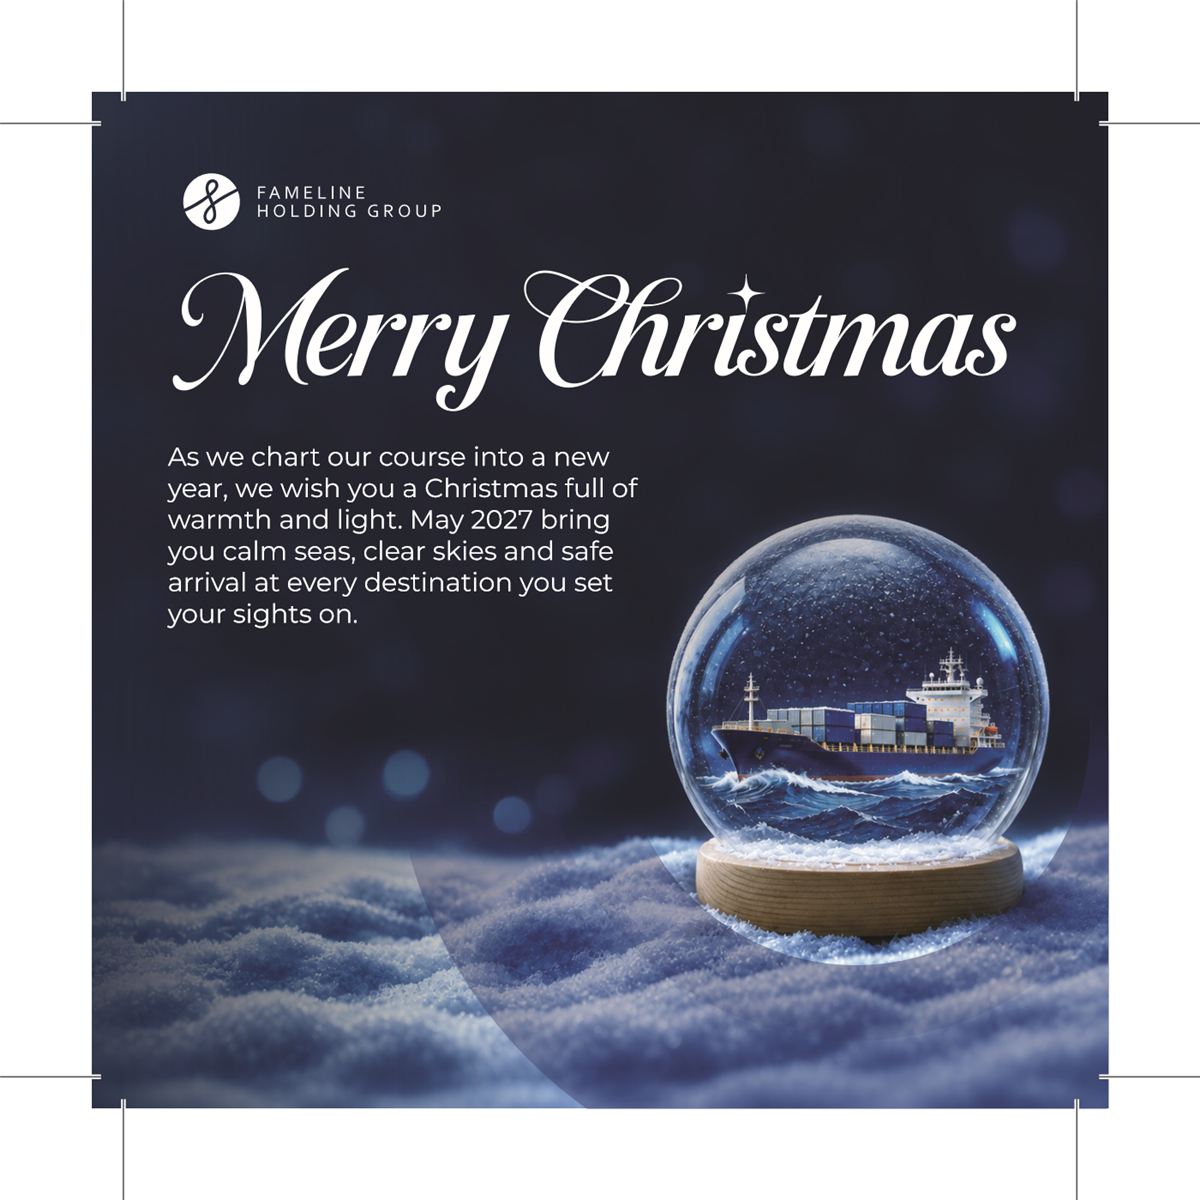 FAMELINE
HOLDING GROUP
Merry Christmas
As we chart our course into a new
year, we wish you a Christmas full of
warmth and light. May 2027 bring
you calm seas, clear skies and safe
arrival at every destination you set
your sights on.